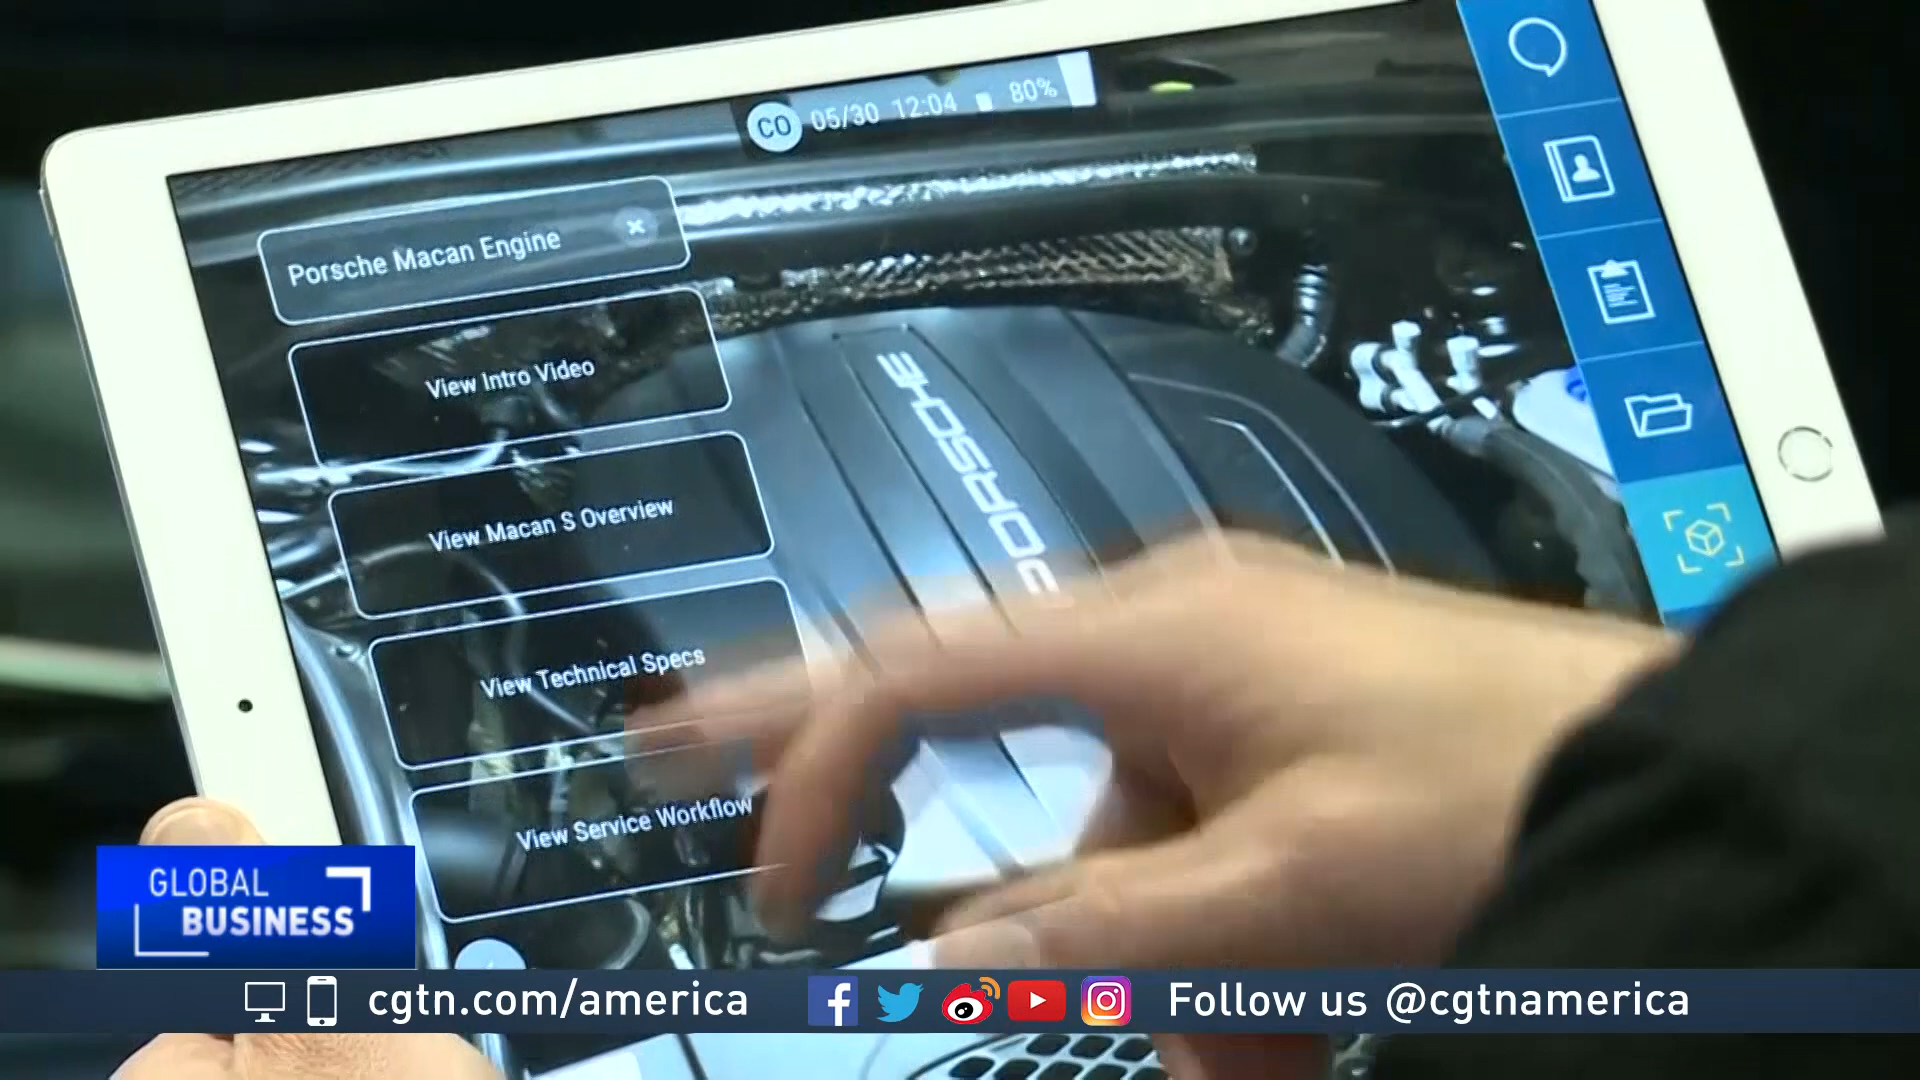 CO 05/30 12:04 80%
Porsche Macan Engine
View Intro Video
View Macan S Overview
View Technical Specs
View Service Workflow
PORSCHE
GLOBAL
BUSINESS
cgtn.com/america
Follow us @cgtnamerica